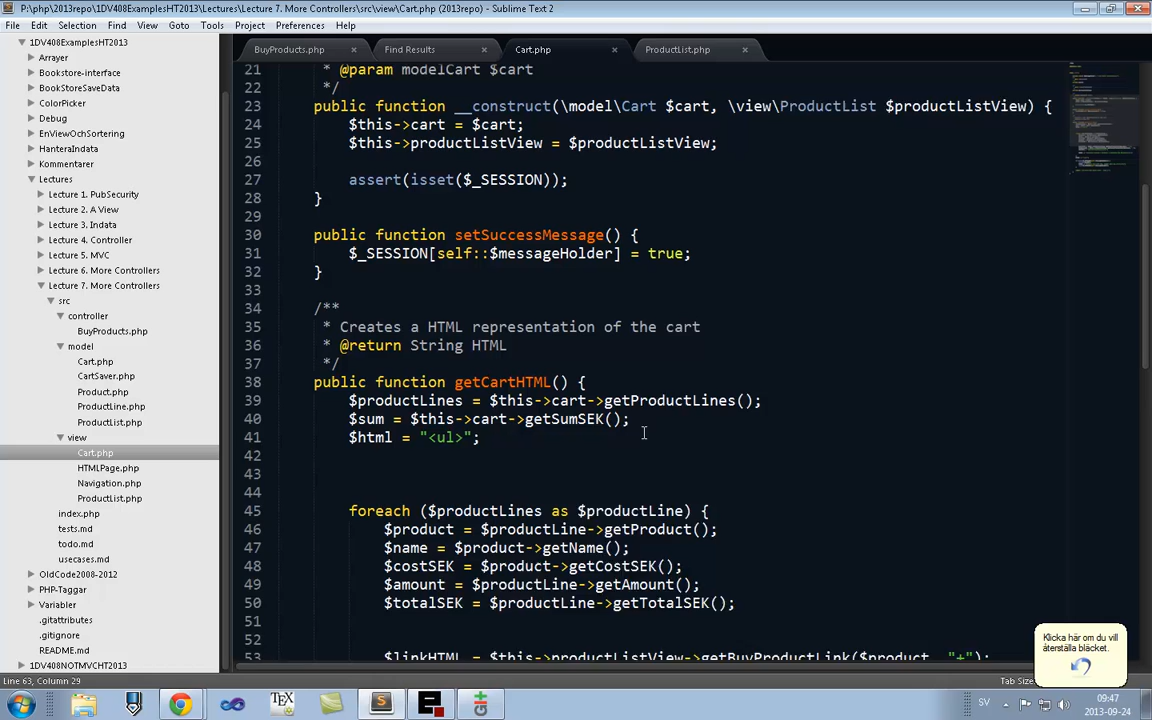 P:\php\2013repo\1DV408ExamplesHT2013\Lectures\Lecture 7. More Controllers\src\view\Cart.php (2013repo) - Sublime Text 2
File Edit Selection Find View Goto Tools Project Preferences Help
1DV408ExamplesHT2013
Arrayer
Bookstore-interface
BookStoreSaveData
ColorPicker
Debug
EnViewOchSortering
HanteraIndata
Kommentarer
Lectures
Lecture 1. PubSecurity
Lecture 2. A View
Lecture 3. Indata
Lecture 4. Controller
Lecture 5. MVC
Lecture 6. More Controllers
Lecture 7. More Controllers
src
controller
BuyProducts.php
model
Cart.php
CartSaver.php
Product.php
ProductLine.php
ProductList.php
view
Cart.php
HTMLPage.php
Navigation.php
ProductList.php
index.php
tests.md
todo.md
usecases.md
OldCode2008-2012
PHP-Taggar
Variabler
.gitattributes
.gitignore
README.md
1DV408NOTMVCHT2013
BuyProducts.php Find Results Cart.php ProductList.php
21 * @param modelCart $cart
22 */
23 public function __construct(\model\Cart $cart, \view\ProductList $productListView) {
24 $this->cart = $cart;
25 $this->productListView = $productListView;
26
27 assert(isset($_SESSION));
28 }
29
30 public function setSuccessMessage() {
31 $_SESSION[self::$messageHolder] = true;
32 }
33
34 /**
35 * Creates a HTML representation of the cart
36 * @return String HTML
37 */
38 public function getCartHTML() {
39 $productLines = $this->cart->getProductLines();
40 $sum = $this->cart->getSumSEK();
41 $html = "<ul>";
42
43
44
45 foreach ($productLines as $productLine) {
46 $product = $productLine->getProduct();
47 $name = $product->getName();
48 $costSEK = $product->getCostSEK();
49 $amount = $productLine->getAmount();
50 $totalSEK = $productLine->getTotalSEK();
51
52
53 $linkHTML = $this->productListView->getBuyProductLink($product, "+");
Klicka här om du vill
återställa bläcket.
Line 63, Column 29
Tab Size:
SV
09:47
2013-09-24